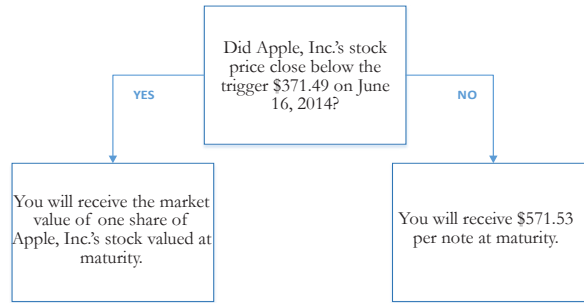 Did Apple, Inc.’s stock
price close below the
trigger $371.49 on June
16, 2014?
YES
NO
You will receive the market
value of one share of
Apple, Inc.’s stock valued at
maturity.
You will receive $571.53
per note at maturity.